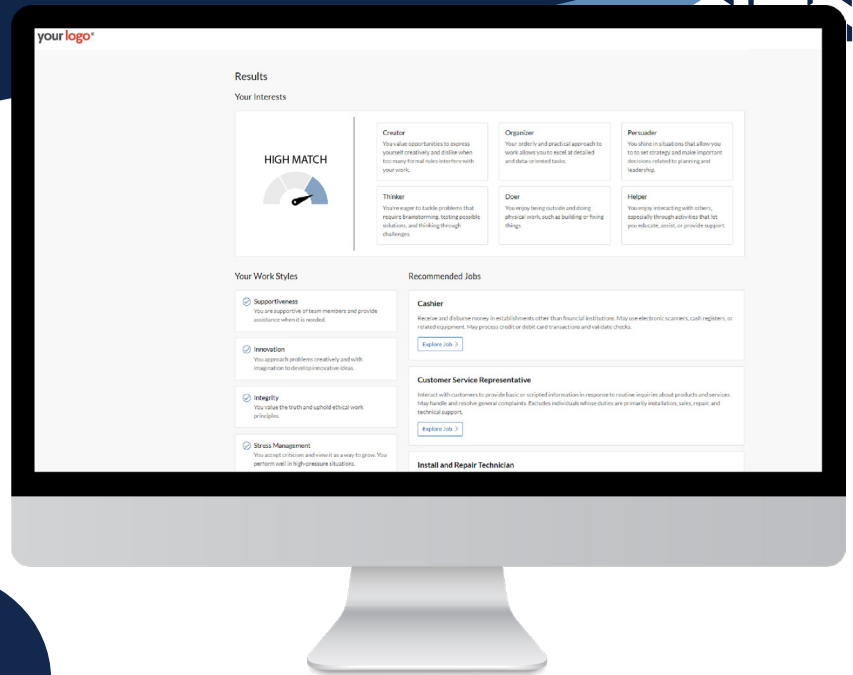 your logo®
Results
Your Interests
HIGH MATCH
Creator
You value opportunities to express
yourself creatively and dislike when
too many formal rules interfere with
your work.
Organizer
Your orderly and practical approach to
work allows you to excel at detailed
and data-oriented tasks.
Persuader
You shine in situations that allow you
to to set strategy and make important
decisions related to planning and
leadership.
Thinker
You're eager to tackle problems that
require brainstorming, testing possible
solutions, and thinking through
challenges.
Doer
You enjoy being outside and doing
physical work, such as building or fixing
things.
Helper
You enjoy interacting with others,
especially through activities that let
you educate, assist, or provide support.
Your Work Styles
Supportiveness
You are supportive of team members and provide
assistance when it is needed.
Innovation
You approach problems creatively and with
imagination to develop innovative ideas.
Integrity
You value the truth and uphold ethical work
principles.
Stress Management
You accept criticism and view it as a way to grow. You
perform well in high-pressure situations.
Recommended Jobs
Cashier
Receive and disburse money in establishments other than financial institutions. May use electronic scanners, cash registers, or
related equipment. May process credit or debit card transactions and validate checks.
Explore Job >
Customer Service Representative
Interact with customers to provide basic or scripted information in response to routine inquiries about products and services.
May handle and resolve general complaints. Excludes individuals whose duties are primarily installation, sales, repair, and
technical support.
Explore Job >
Install and Repair Technician